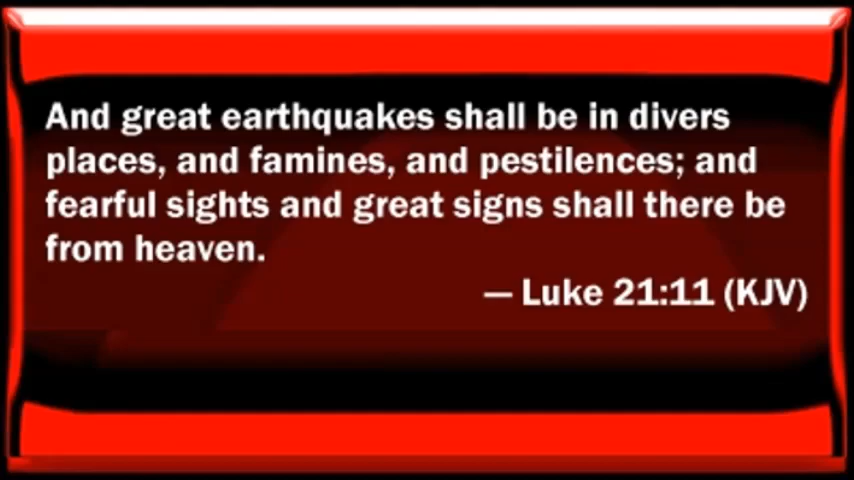 And great earthquakes shall be in divers
places, and famines, and pestilences; and
fearful sights and great signs shall there be
from heaven.
— Luke 21:11 (KJV)